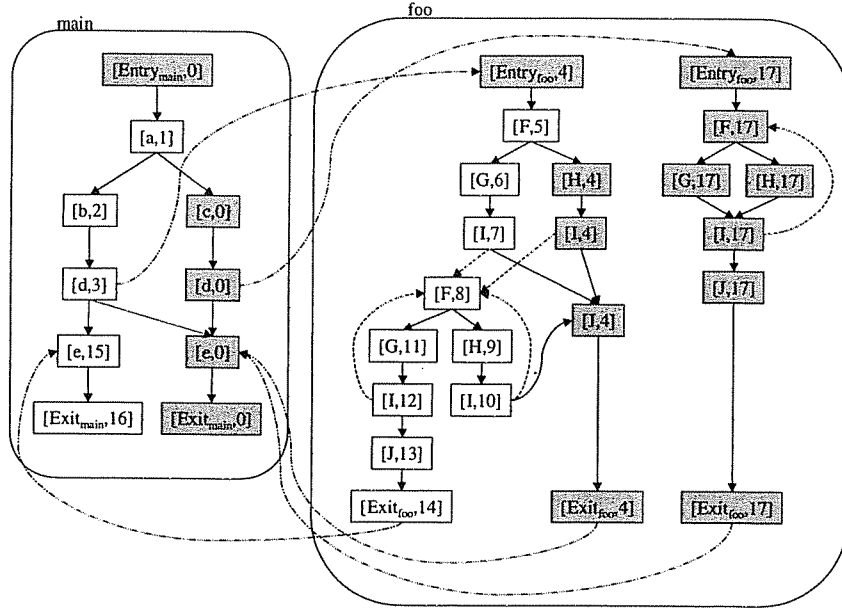 main
foo
[Entry_main,0]
[Entry_foo,4]
[Entry_foo,17]
[a,1]
[F,5]
[F,17]
[b,2]
[c,0]
[G,6]
[H,4]
[G,17]
[H,17]
[I,7]
[I,4]
[I,17]
[d,3]
[d,0]
[F,8]
[J,17]
[J,4]
[e,15]
[e,0]
[G,11]
[H,9]
[Exit_main,16]
[Exit_main,0]
[I,12]
[I,10]
[J,13]
[Exit_foo,14]
[Exit_foo,4]
[Exit_foo,17]